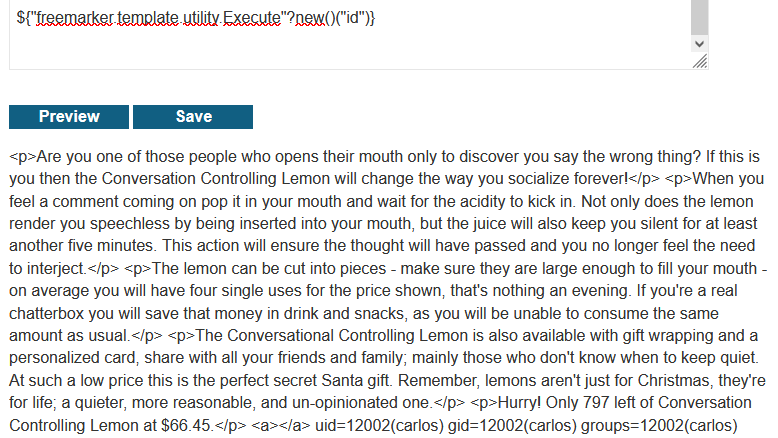 ${"freemarker.template.utility.Execute"?new()("id")}
Preview
Save
<p>Are you one of those people who opens their mouth only to discover you say the wrong thing? If this is
you then the Conversation Controlling Lemon will change the way you socialize forever!</p> <p>When you
feel a comment coming on pop it in your mouth and wait for the acidity to kick in. Not only does the lemon
render you speechless by being inserted into your mouth, but the juice will also keep you silent for at least
another five minutes. This action will ensure the thought will have passed and you no longer feel the need
to interject.</p> <p>The lemon can be cut into pieces - make sure they are large enough to fill your mouth -
on average you will have four single uses for the price shown, that's nothing an evening. If you're a real
chatterbox you will save that money in drink and snacks, as you will be unable to consume the same
amount as usual.</p> <p>The Conversational Controlling Lemon is also available with gift wrapping and a
personalized card, share with all your friends and family; mainly those who don't know when to keep quiet.
At such a low price this is the perfect secret Santa gift. Remember, lemons aren't just for Christmas, they're
for life; a quieter, more reasonable, and un-opinionated one.</p> <p>Hurry! Only 797 left of Conversation
Controlling Lemon at $66.45.</p> <a></a> uid=12002(carlos) gid=12002(carlos) groups=12002(carlos)